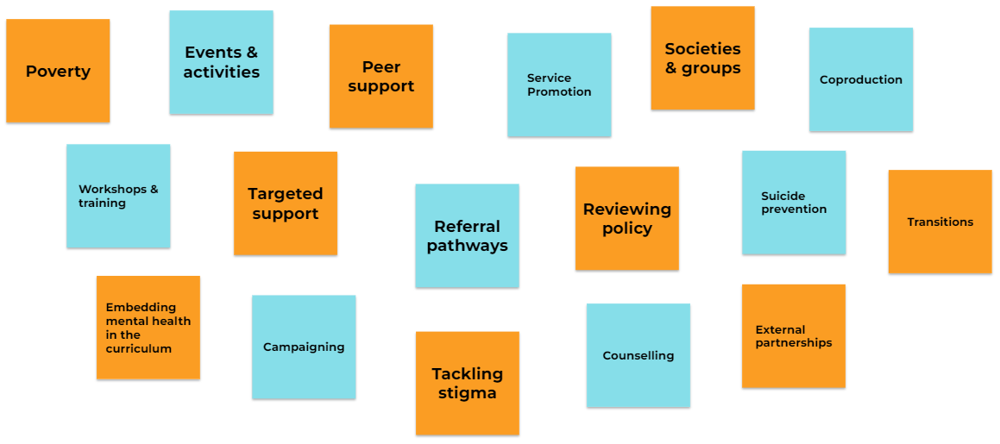 Poverty
Events &
activities
Peer
support
Service
Promotion
Societies
& groups
Coproduction
Workshops &
training
Targeted
support
Referral
pathways
Reviewing
policy
Suicide
prevention
Transitions
Embedding
mental health
in the
curriculum
Campaigning
Tackling
stigma
Counselling
External
partnerships